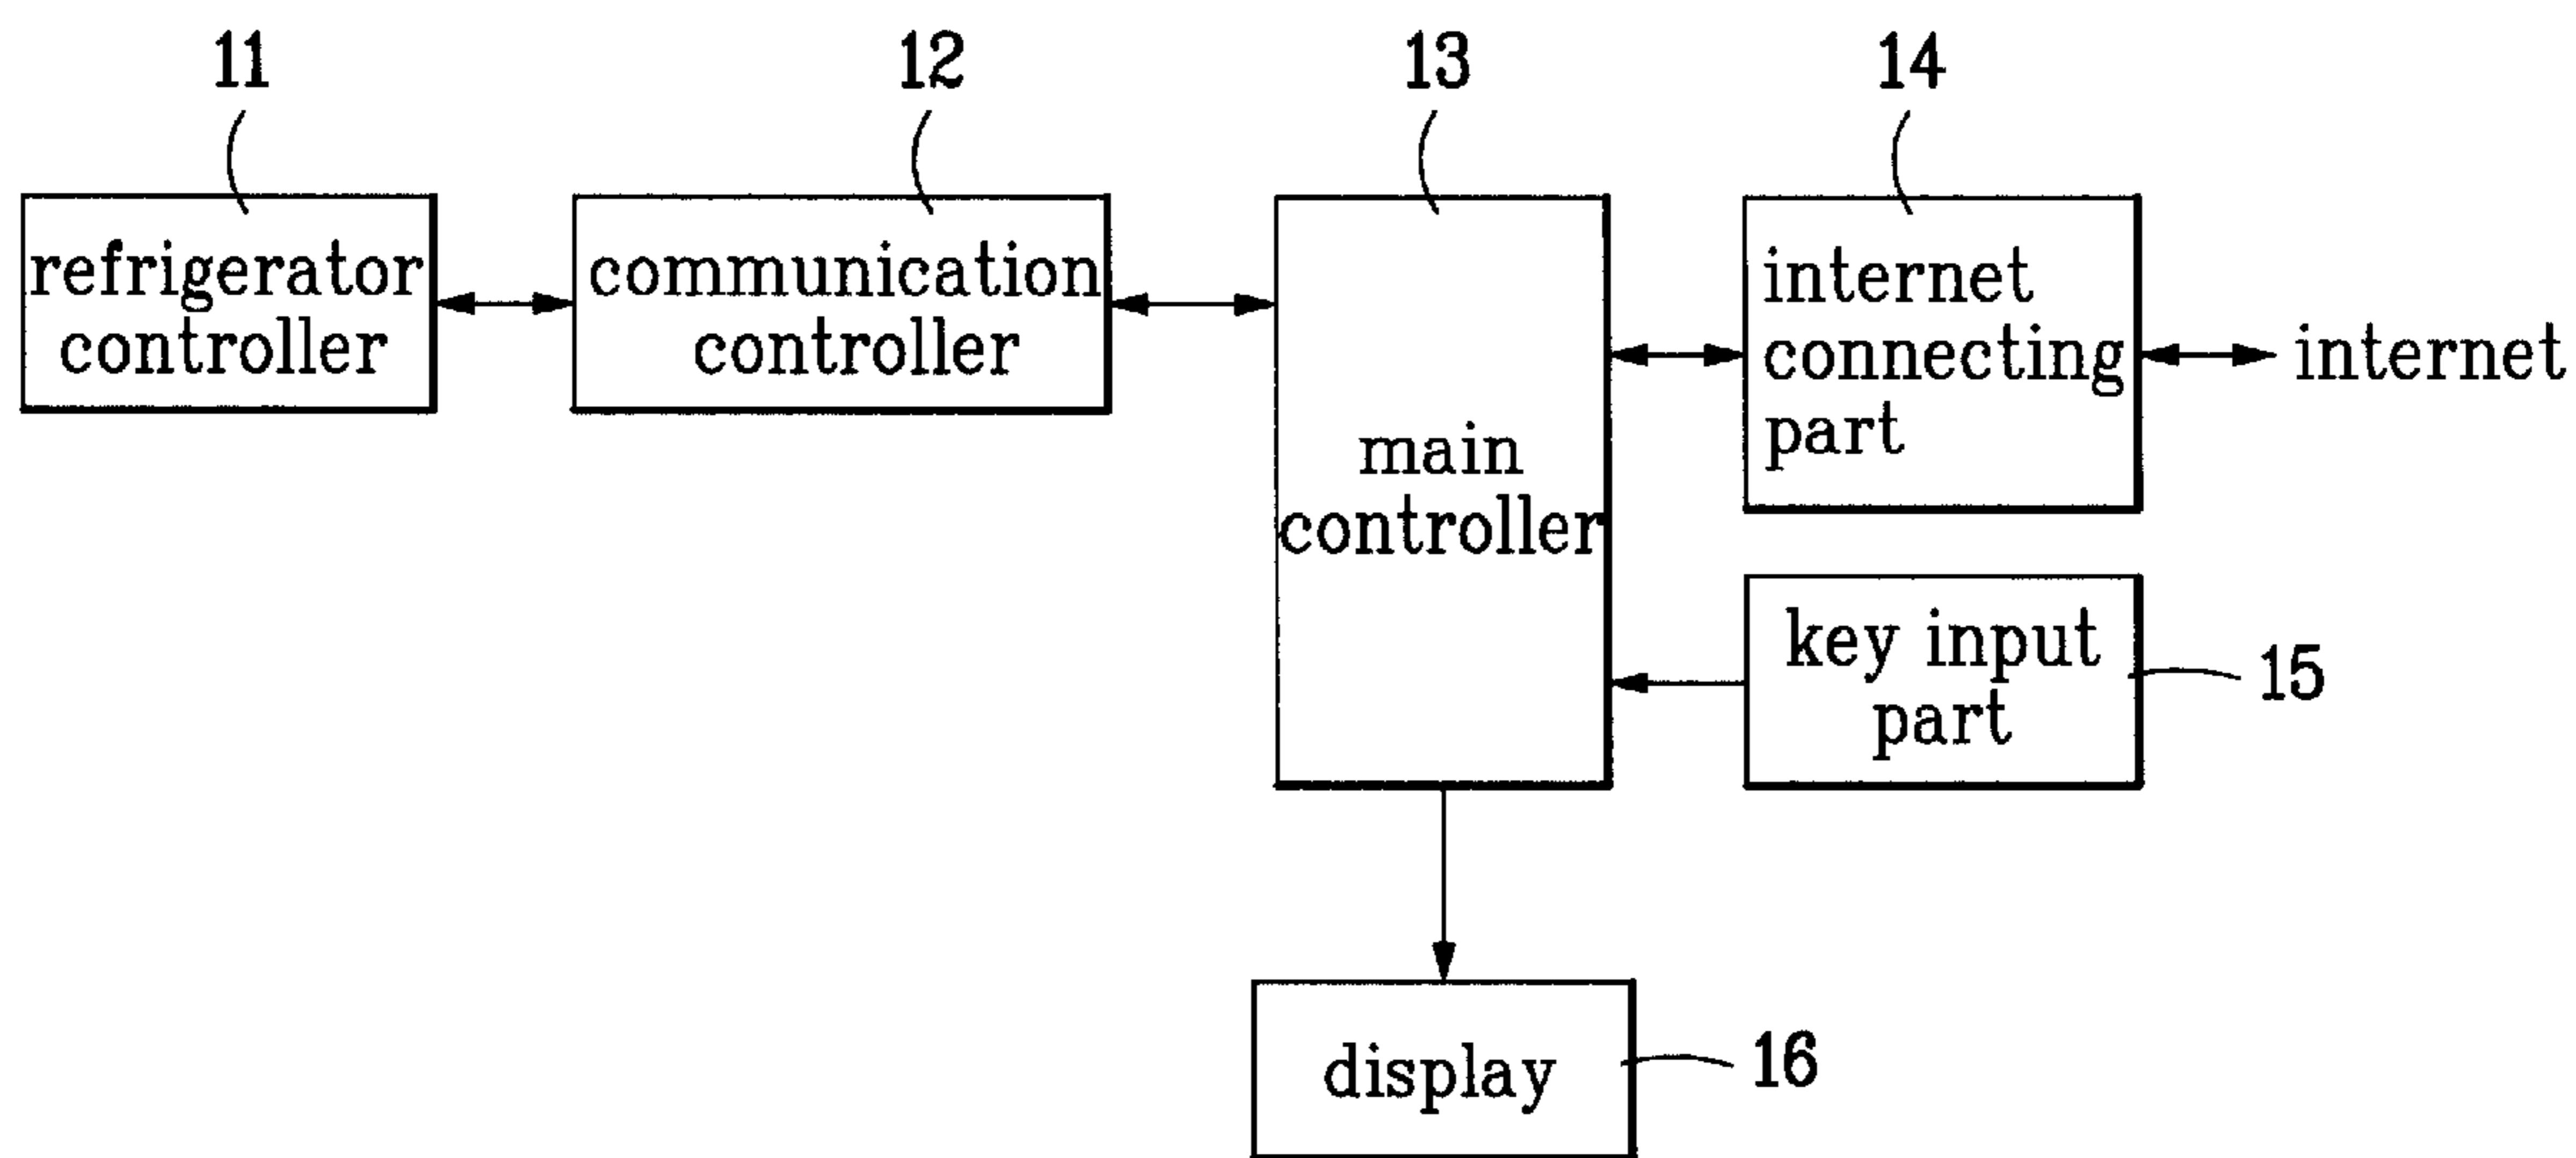 11
12
13
14
refrigerator
controller
communication
controller
main
controller
internet
connecting
part
internet
key input
part
15
display
16